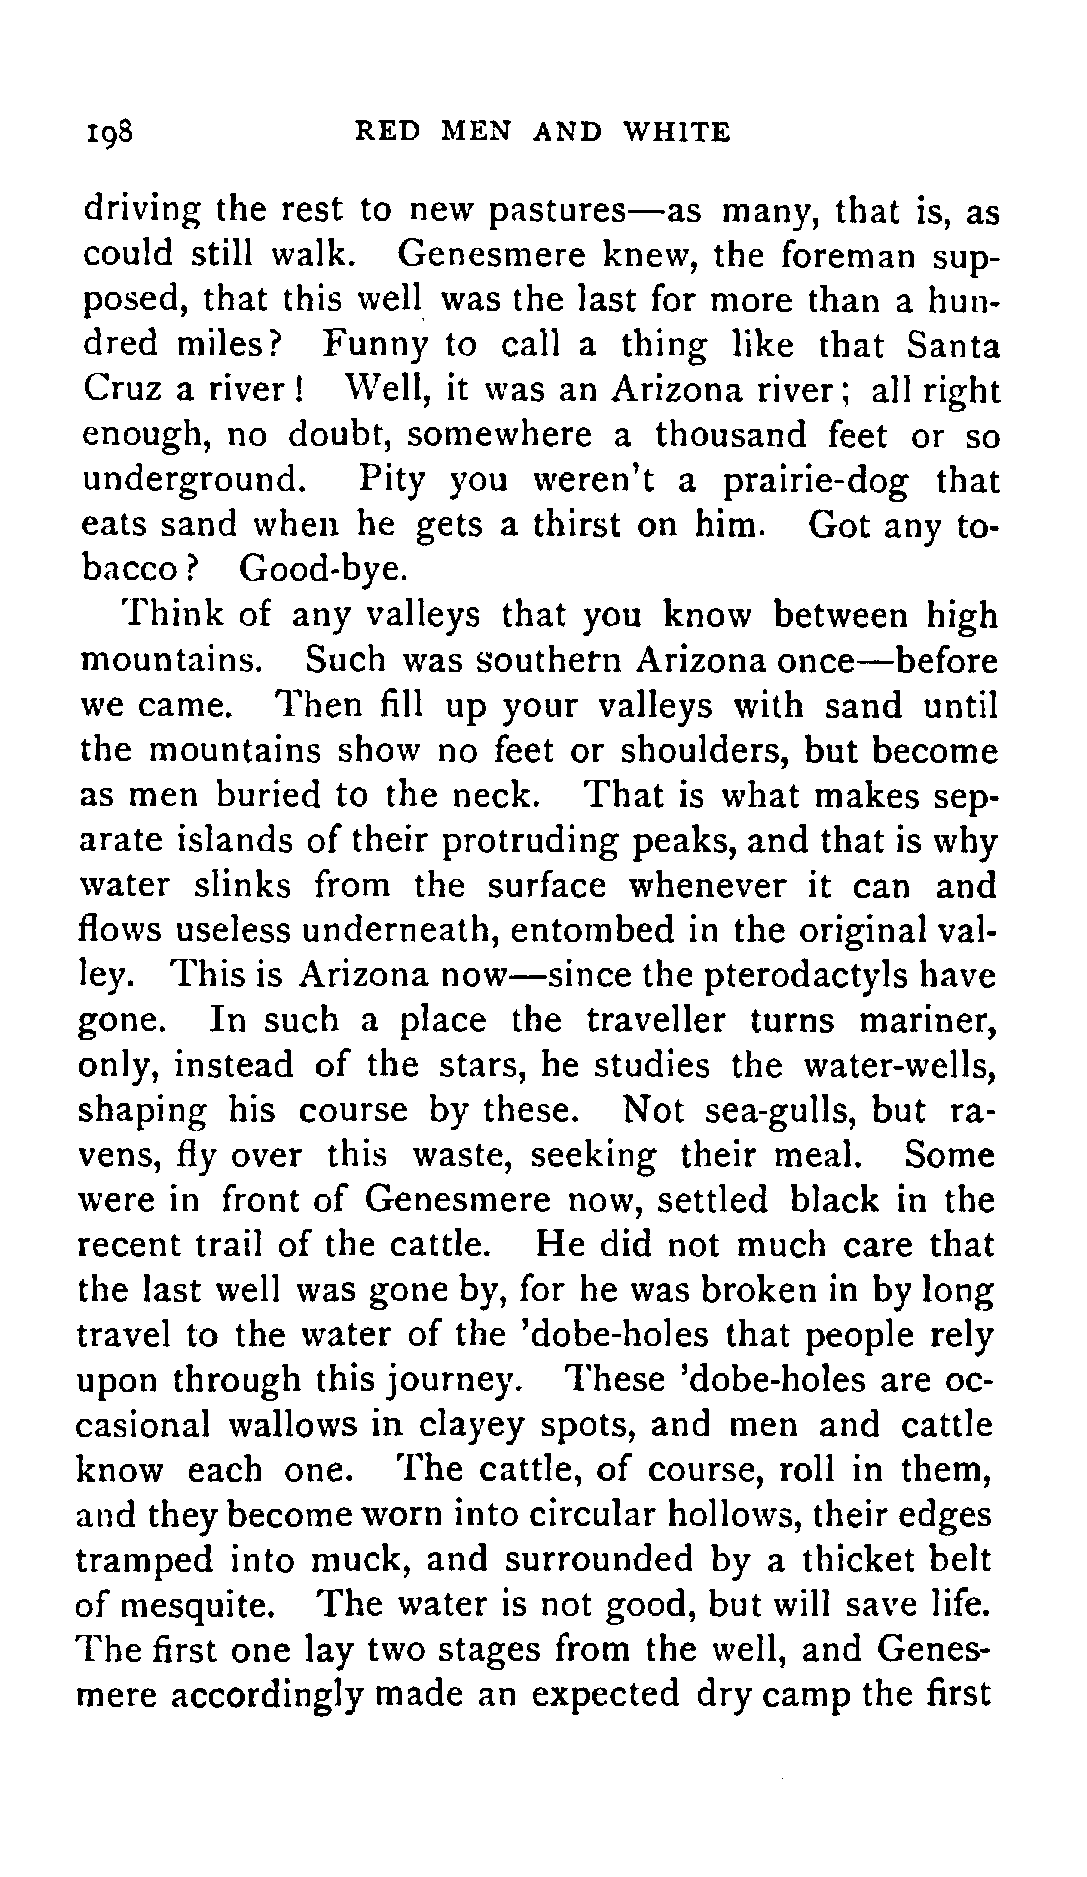 198 RED MEN AND WHITE
driving the rest to new pastures—as many, that is, as
could still walk. Genesmere knew, the foreman sup-
posed, that this well was the last for more than a hun-
dred miles? Funny to call a thing like that Santa
Cruz a river! Well, it was an Arizona river; all right
enough, no doubt, somewhere a thousand feet or so
underground. Pity you weren't a prairie-dog that
eats sand when he gets a thirst on him. Got any to-
bacco? Good-bye.
Think of any valleys that you know between high
mountains. Such was southern Arizona once—before
we came. Then fill up your valleys with sand until
the mountains show no feet or shoulders, but become
as men buried to the neck. That is what makes sep-
arate islands of their protruding peaks, and that is why
water slinks from the surface whenever it can and
flows useless underneath, entombed in the original val-
ley. This is Arizona now—since the pterodactyls have
gone. In such a place the traveller turns mariner,
only, instead of the stars, he studies the water-wells,
shaping his course by these. Not sea-gulls, but ra-
vens, fly over this waste, seeking their meal. Some
were in front of Genesmere now, settled black in the
recent trail of the cattle. He did not much care that
the last well was gone by, for he was broken in by long
travel to the water of the 'dobe-holes that people rely
upon through this journey. These 'dobe-holes are oc-
casional wallows in clayey spots, and men and cattle
know each one. The cattle, of course, roll in them,
and they become worn into circular hollows, their edges
tramped into muck, and surrounded by a thicket belt
of mesquite. The water is not good, but will save life.
The first one lay two stages from the well, and Genes-
mere accordingly made an expected dry camp the first